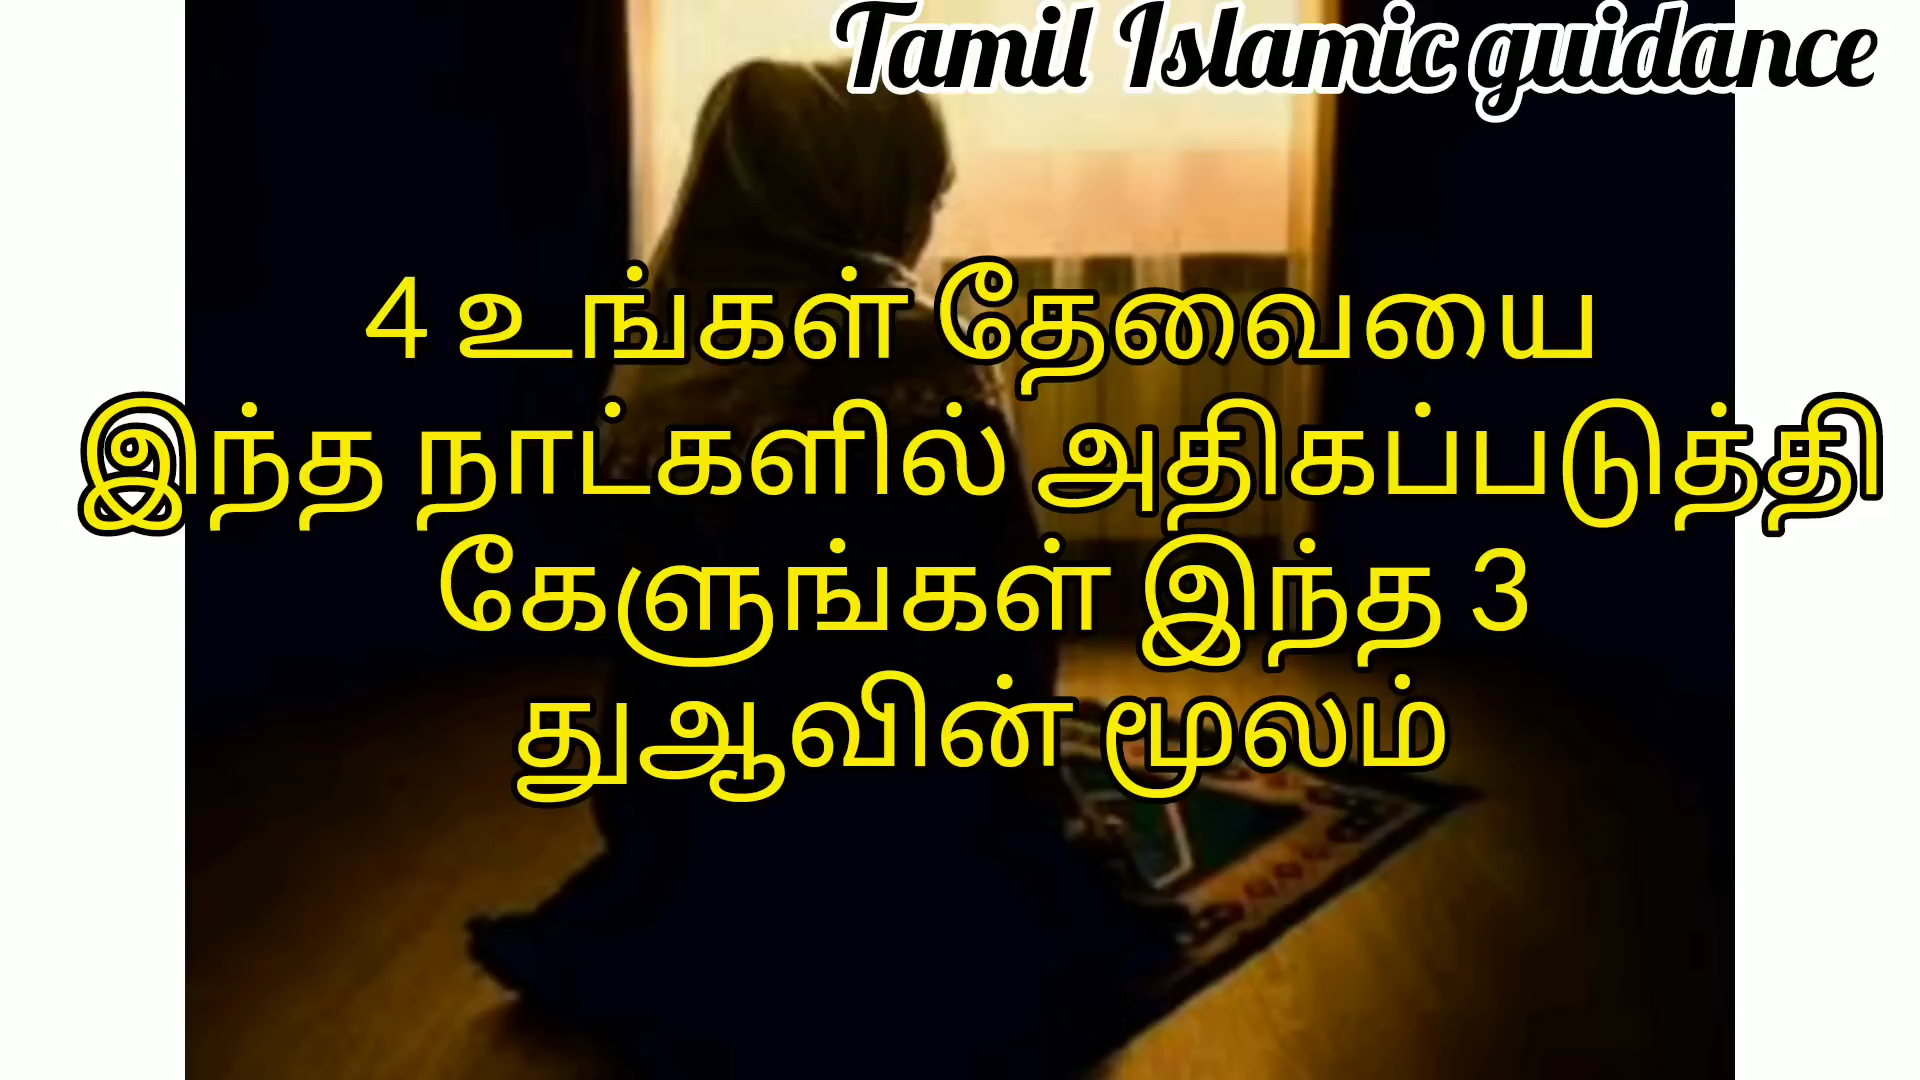 Tamil Islamic guidance
4 உங்கள் தேவையை
இந்த நாட்களில் அதிகப்படுத்தி
கேளுங்கள் இந்த 3
துஆவின் மூலம்